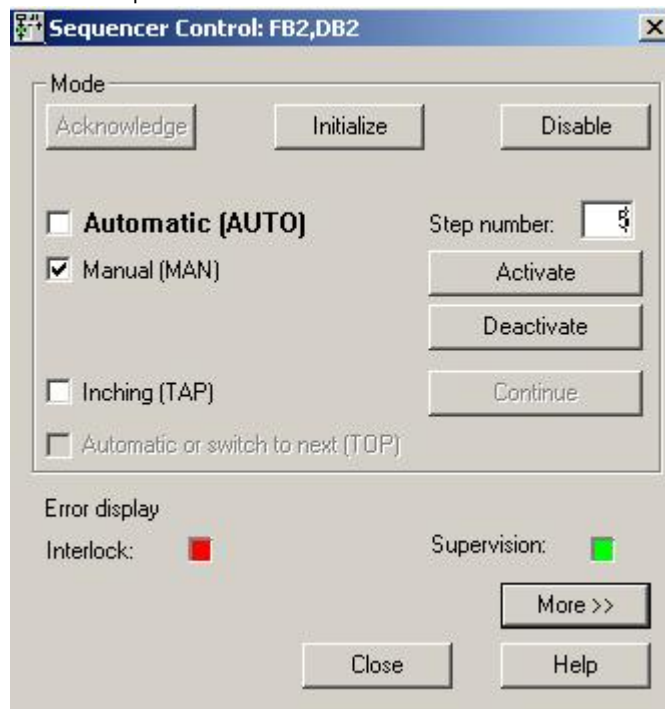 Sequencer Control: FB2,DB2
Mode
Acknowledge Initialize Disable
Automatic (AUTO) Step number: 5
Manual (MAN) Activate
Deactivate
Inching (TAP) Continue
Automatic or switch to next (TOP)
Error display
Interlock: Supervision:
More >>
Close Help